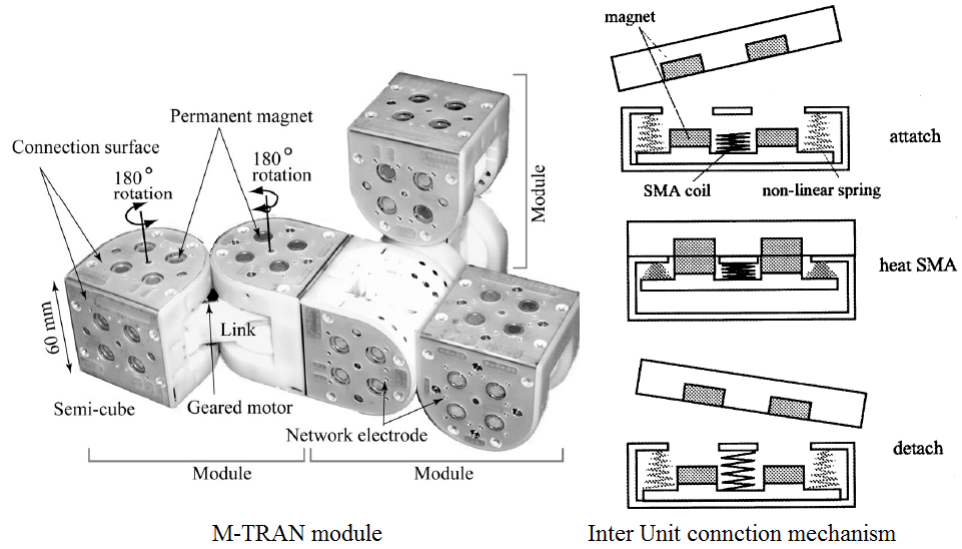 Connection surface
Permanent magnet
180°
rotation
180°
rotation
60 mm
Link
Semi-cube
Geared motor
Network electrode
Module
Module
Module
M-TRAN module
magnet
attatch
SMA coil
non-linear spring
heat SMA
detach
Inter Unit connction mechanism